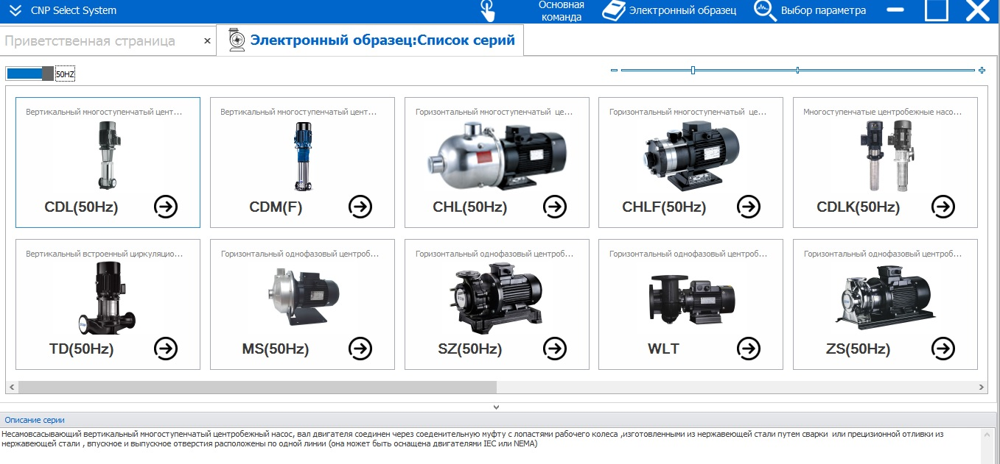 CNP Select System
Основная
команда
Электронный образец
Выбор параметра
Приветственная страница
Электронный образец:Список серий
50HZ
Вертикальный многоступенчатый цент...
Вертикальный многоступенчатый цент...
Горизонтальный многоступенчатый це...
Горизонтальный многоступенчатый це...
Многоступенчатые центробежные насо...
CDL(50Hz)
CDM(F)
CHL(50Hz)
CHLF(50Hz)
CDLK(50Hz)
Вертикальный встроенный циркуляцио...
Горизонтальный однофазовый центроб...
Горизонтальный однофазовый центроб...
Горизонтальный однофазовый центроб...
Горизонтальный однофазовый центроб...
TD(50Hz)
MS(50Hz)
SZ(50Hz)
WLT
ZS(50Hz)
Описание серии
Несамовсасывающий вертикальный многоступенчатый центробежный насос, вал двигателя соединен через соеденительную муфту с лопастями рабочего колеса ,изготовленными из нержавеющей стали путем сварки или прецизионной отливки из
нержавеющей стали , впускное и выпускное отверстия расположены по одной линии (она может быть оснащена двигателями IEC или NEMA)